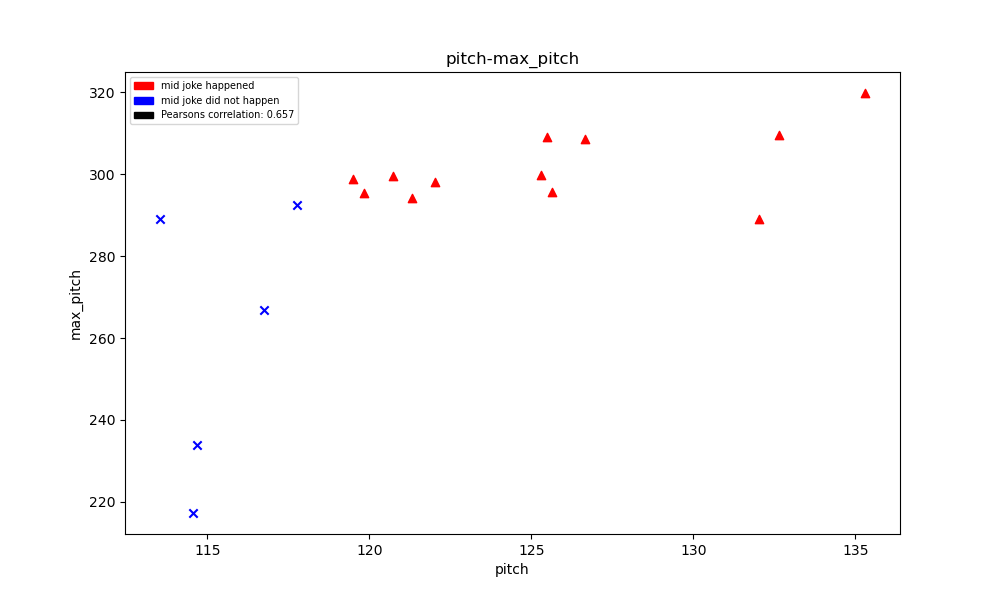 pitch-max_pitch
mid joke happened
mid joke did not happen
Pearsons correlation: 0.657
320
300
280
260
240
220
max_pitch
115 120 125 130 135
pitch